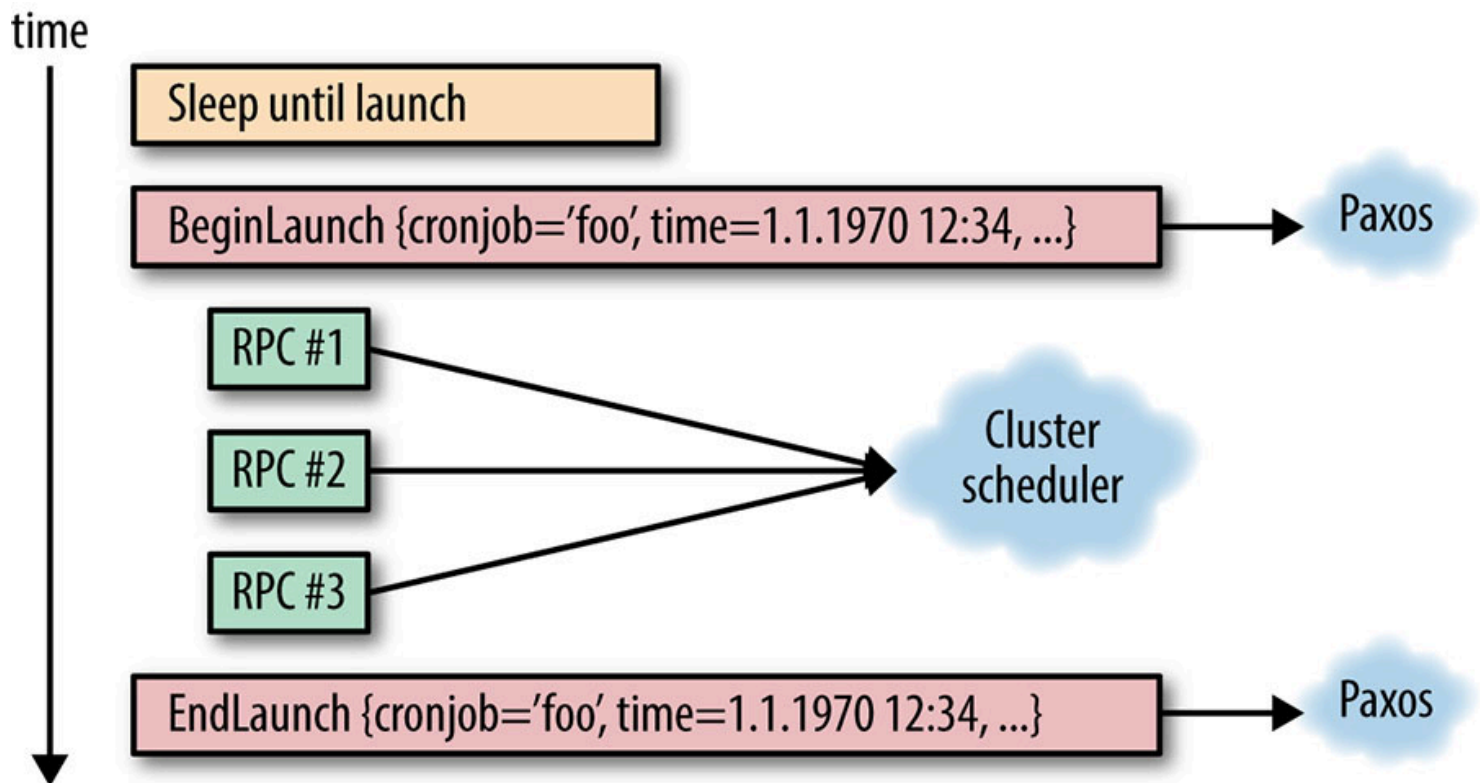 time
Sleep until launch
BeginLaunch {cronjob=’foo’, time=1.1.1970 12:34, ...}
Paxos
RPC #1
RPC #2
RPC #3
Cluster
scheduler
EndLaunch {cronjob=’foo’, time=1.1.1970 12:34, ...}
Paxos